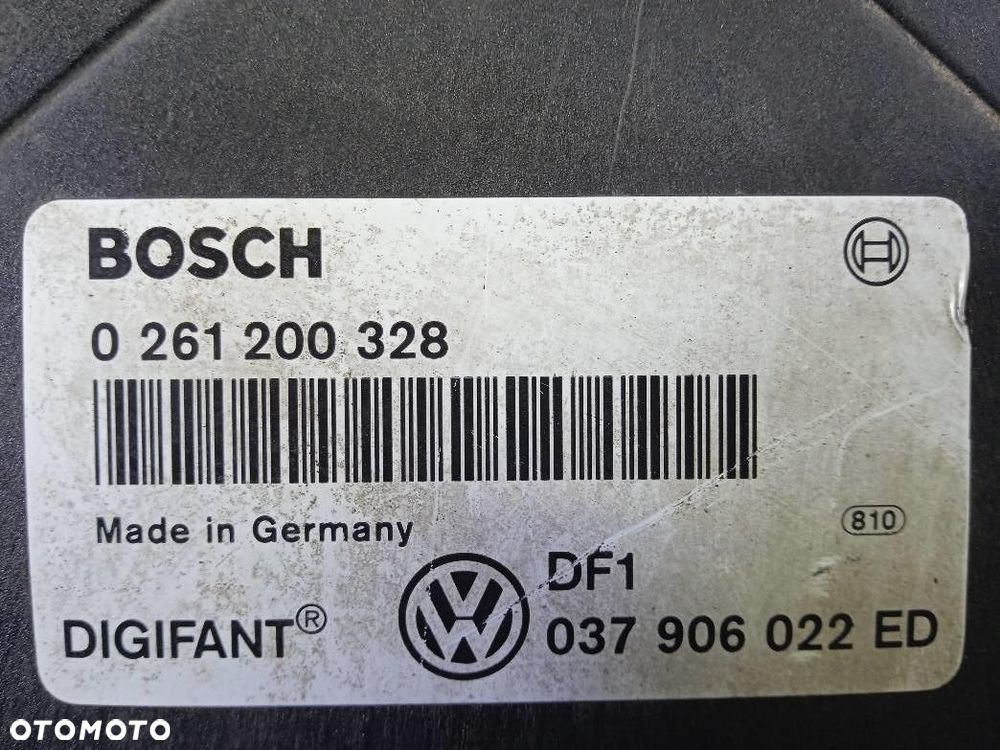 BOSCH
0 261 200 328
Made in Germany
810
DF1
DIGIFANT®
037 906 022 ED
OTOMOTO